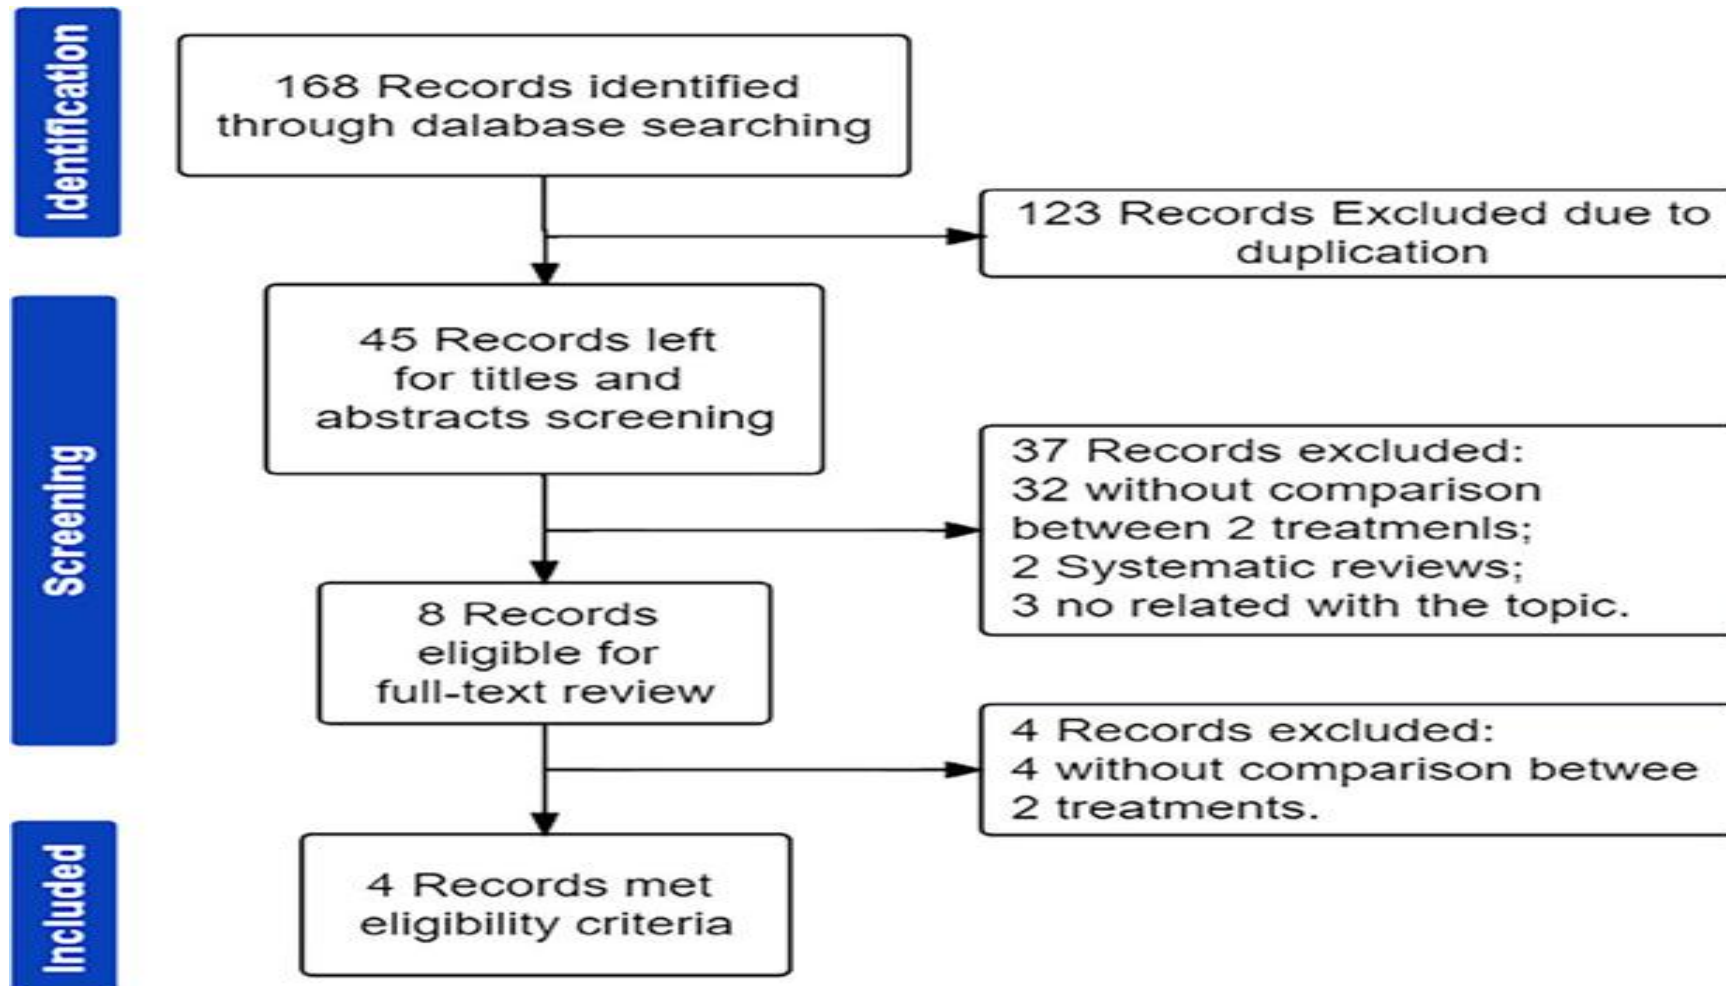 Identification
168 Records identified
through dalabase searching
123 Records Excluded due to
duplication
Screening
45 Records left
for titles and
abstracts screening
37 Records excluded:
32 without comparison
between 2 treatmenls;
2 Systematic reviews;
3 no related with the topic.
8 Records
eligible for
full-text review
4 Records excluded:
4 without comparison betwee
2 treatments.
Included
4 Records met
eligibility criteria